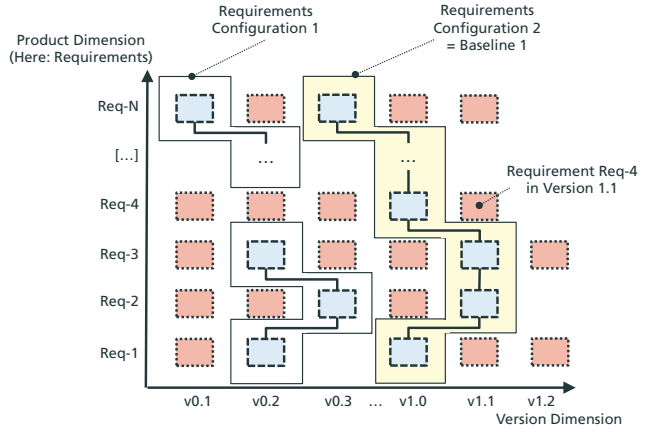 Requirements
Configuration 1
Requirements
Configuration 2
= Baseline 1
Product Dimension
(Here: Requirements)
Req-N
[...]
...
...
Req-4
Requirement Req-4
in Version 1.1
Req-3
Req-2
Req-1
v0.1 v0.2 v0.3 ... v1.0 v1.1 v1.2
Version Dimension